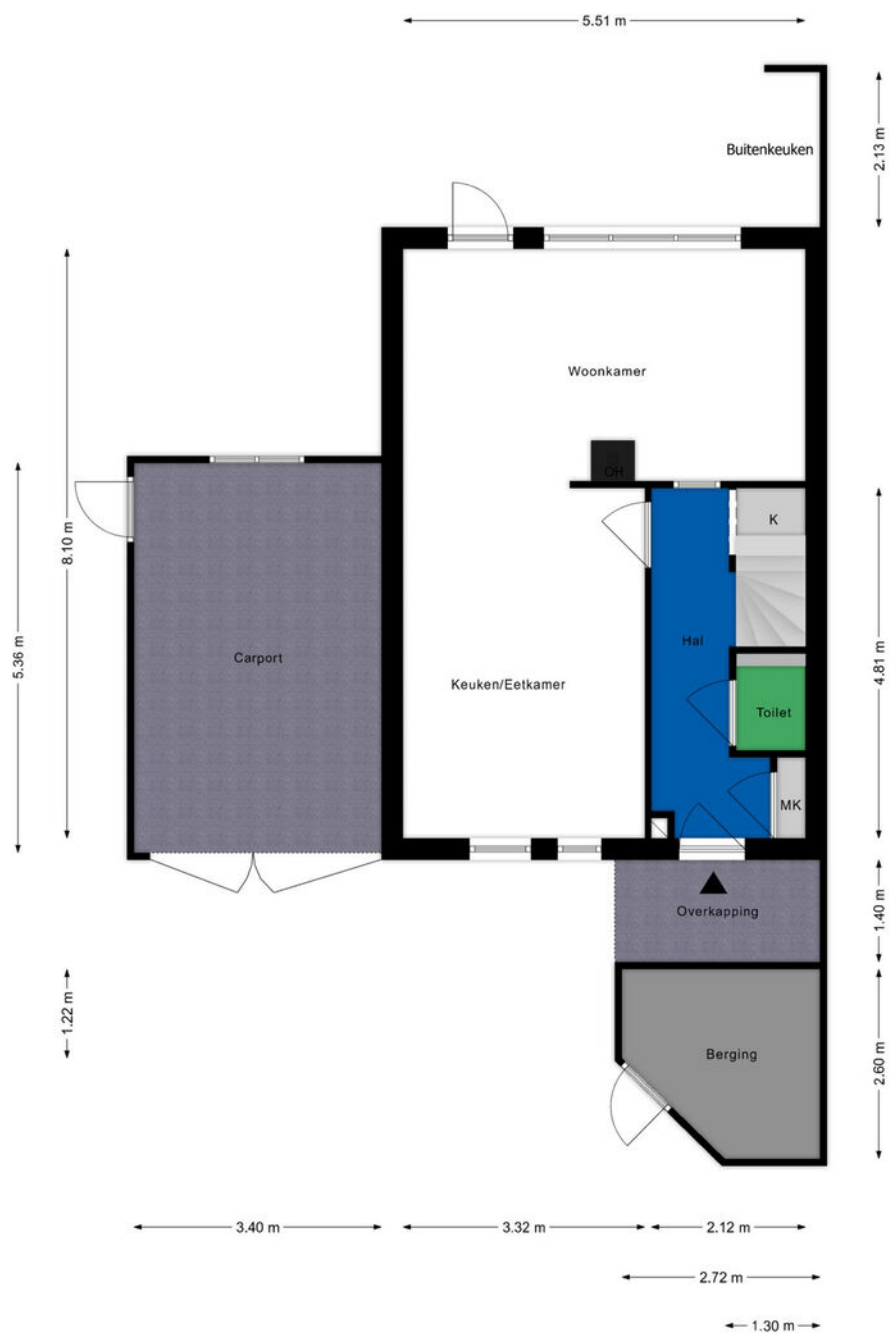 5.51 m
2.13 m
Buitenkeuken
Woonkamer
OH
K
8.10 m
5.36 m
4.81 m
Hal
Carport
Keuken/Eetkamer
Toilet
MK
1.40 m
Overkapping
1.22 m
Berging
2.60 m
3.40 m
3.32 m
2.12 m
2.72 m
1.30 m